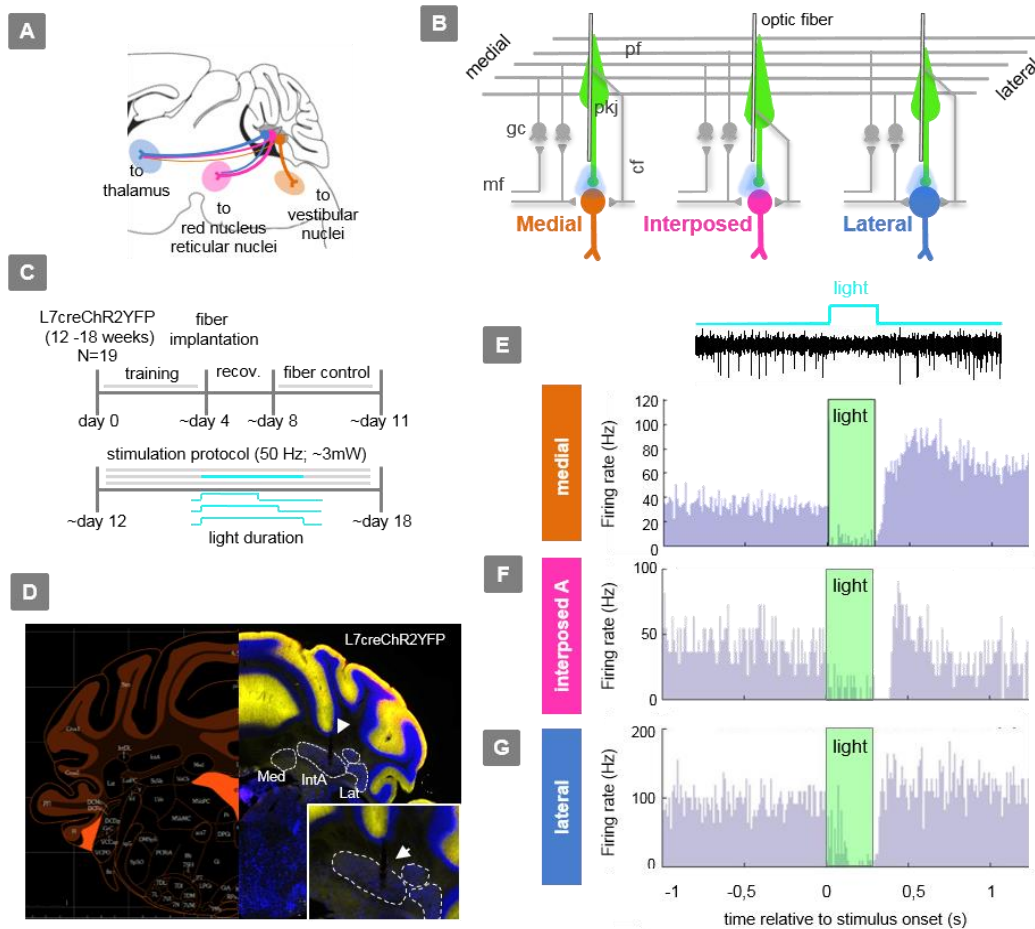 A
to
thalamus
to
red nucleus
reticular nuclei
to
vestibular
nuclei
B
optic fiber
medial
lateral
pf
pkj
gc
cf
mf
Medial
Interposed
Lateral
C
L7creChR2YFP
(12 -18 weeks)
N=19
fiber
implantation
training
recov.
fiber control
day 0
~day 4
~day 8
~day 11
stimulation protocol (50 Hz; ~3mW)
~day 12
~day 18
light duration
D
L7creChR2YFP
Med
IntA
Lat
IntA
Med
Lat
light
E
medial
Firing rate (Hz)
120
100
80
60
40
20
0
light
F
interposed A
Firing rate (Hz)
100
50
0
light
G
lateral
Firing rate (Hz)
200
100
0
light
-1
-0,5
0
0,5
1
time relative to stimulus onset (s)